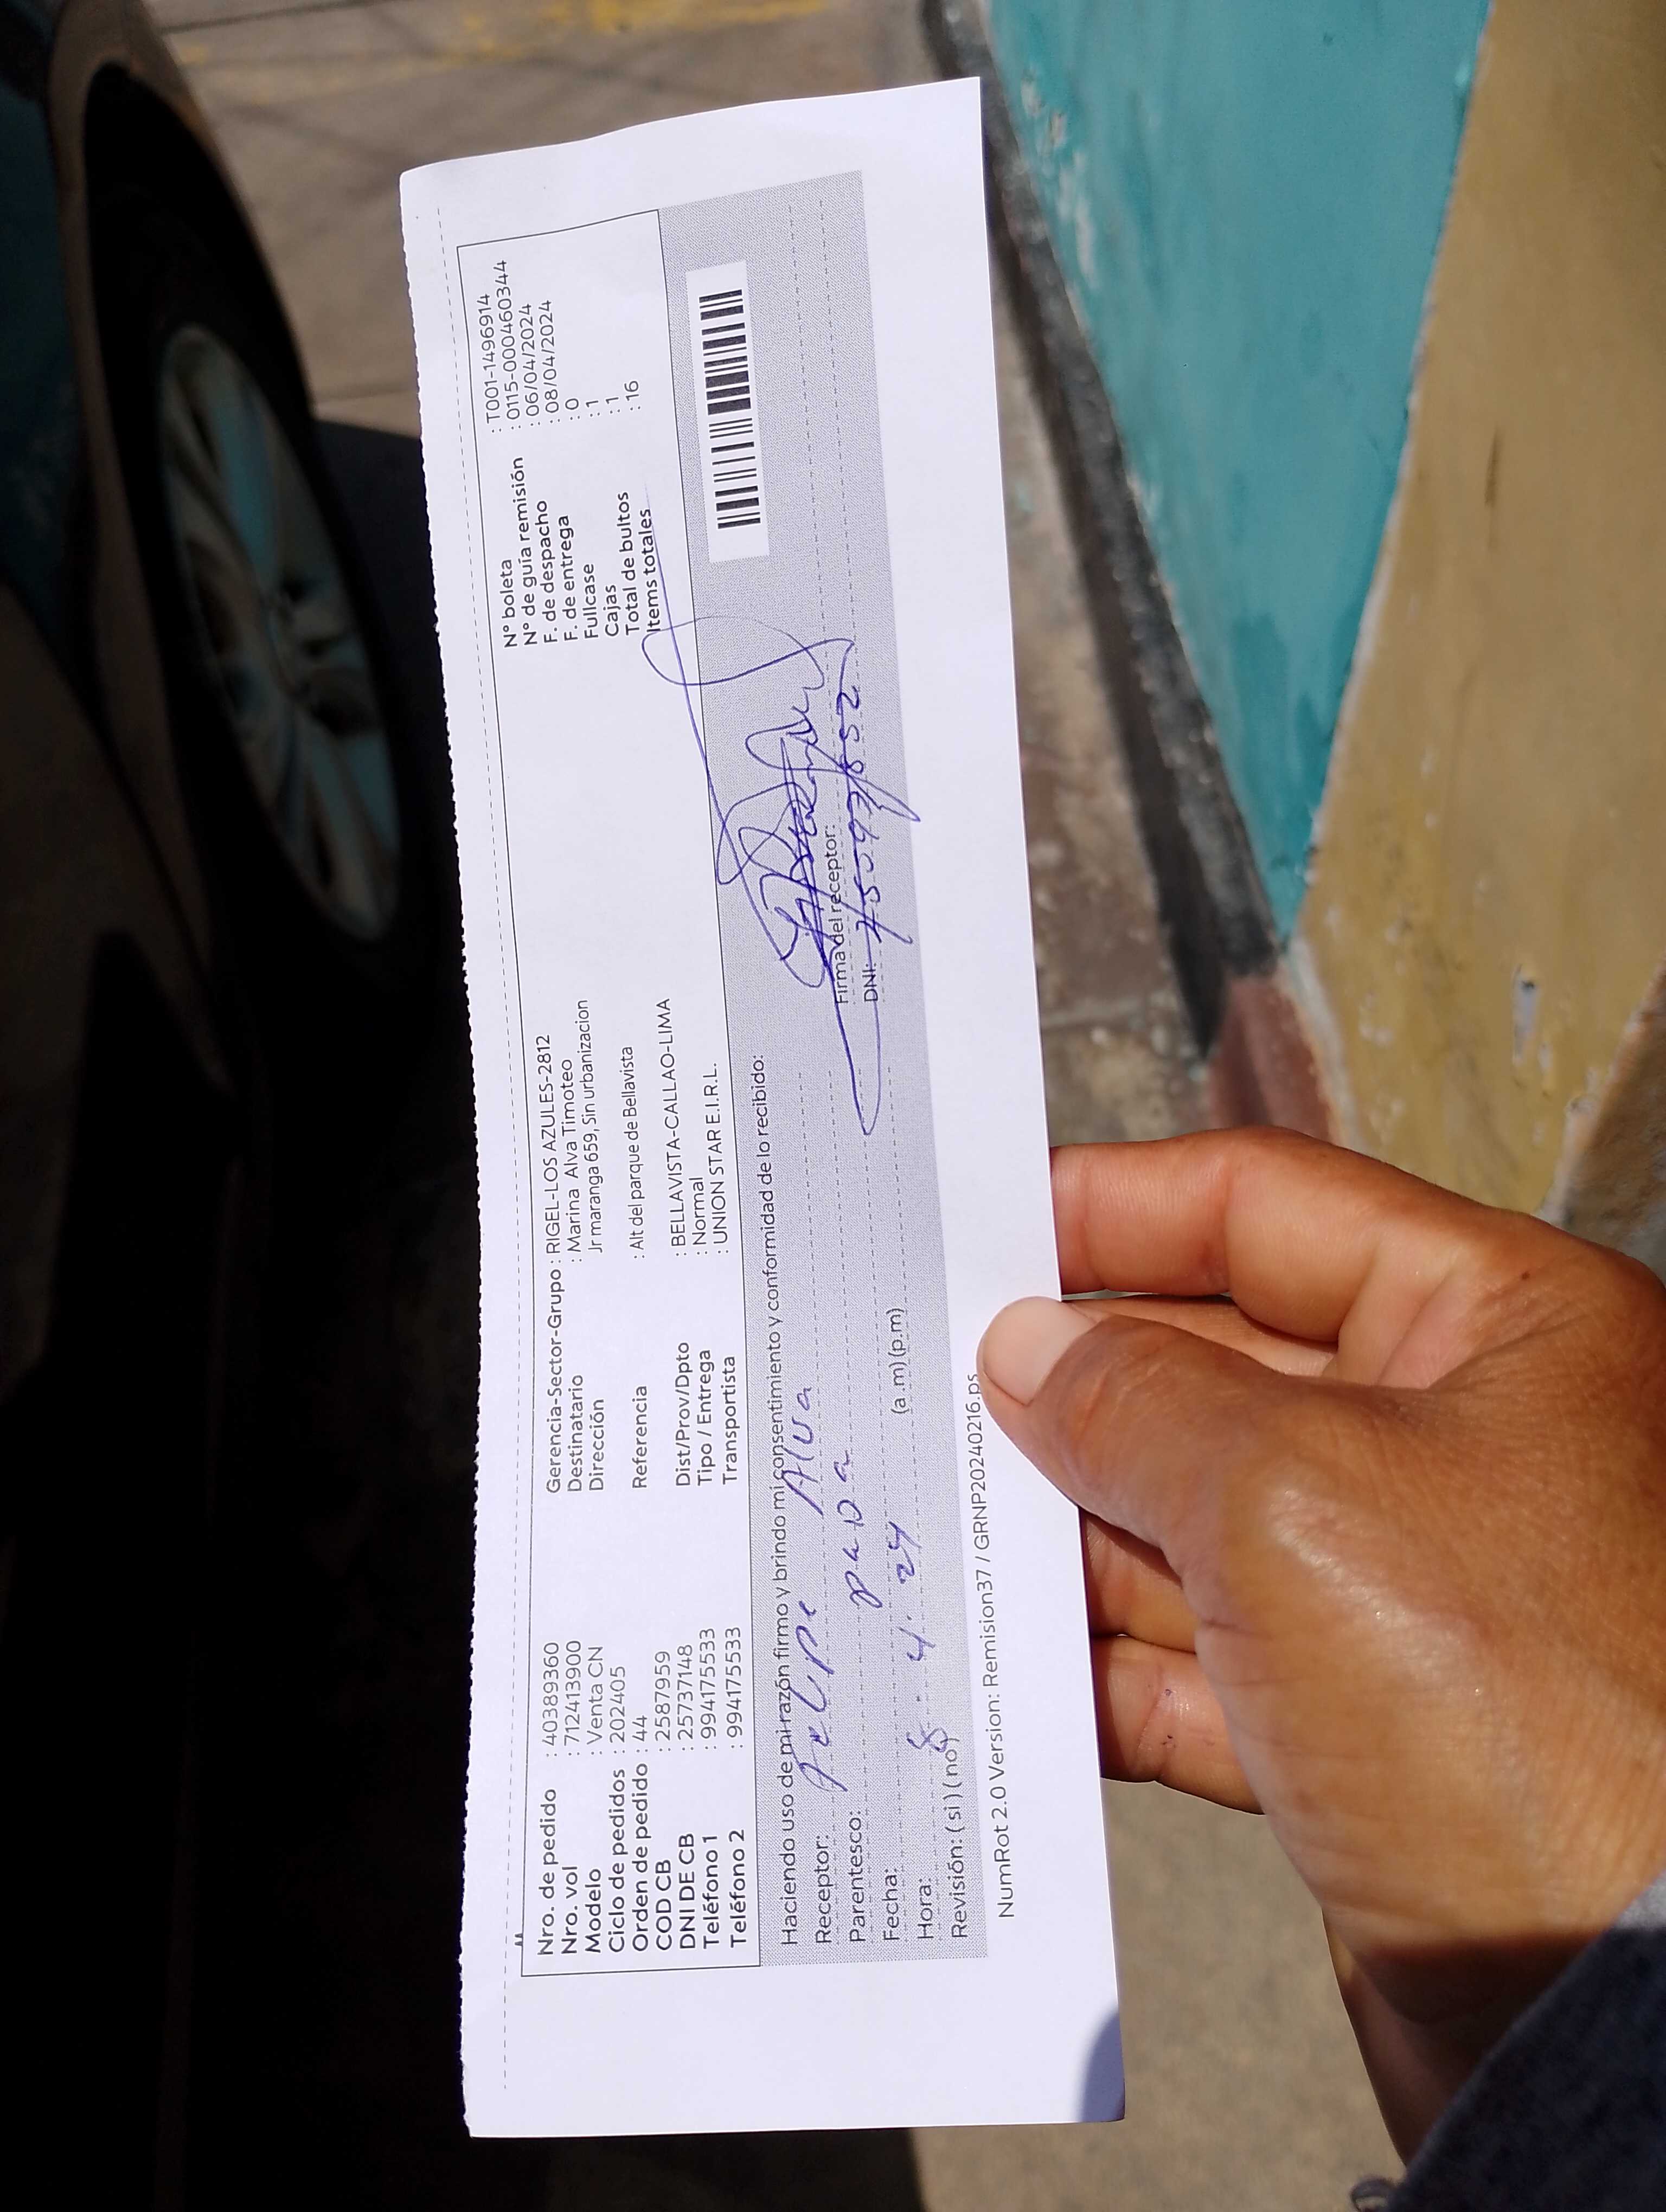 Nro. de pedido : 40389360
Nro. vol : 712413900
Modelo : Venta CN
Ciclo de pedidos : 202405
Orden de pedido : 44
COD CB : 2587959
DNI DE CB : 25737148
Teléfono 1 : 994175533
Teléfono 2 : 994175533
Gerencia-Sector-Grupo : RIGEL-LOS AZULES-2812
Destinatario : Marina Alva Timoteo
Dirección Jr maranga 659, Sin urbanizacion
Referencia : Alt del parque de Bellavista
Dist/Prov/Dpto : BELLAVISTA-CALLAO-LIMA
Tipo / Entrega : Normal
Transportista : UNION STAR E.I.R.L.
N° boleta : T001-1496914
N° de guía remisión : 0115-000460344
F. de despacho : 06/04/2024
F. de entrega : 08/04/2024
Fullcase : 0
Cajas : 1
Total de bultos : 1
Items totales : 16
Haciendo uso de mi razón firmo y brindo mi consentimiento y conformidad de lo recibido:
Receptor: Felipe Alva
Parentesco: papa
Fecha: 8. 4. 24
Hora: (a.m) (p.m)
Revisión: ( si ) ( no )
Firma del receptor:
DNI:
NumRot 2.0 Version: Remision37 / GRNP20240216.ps